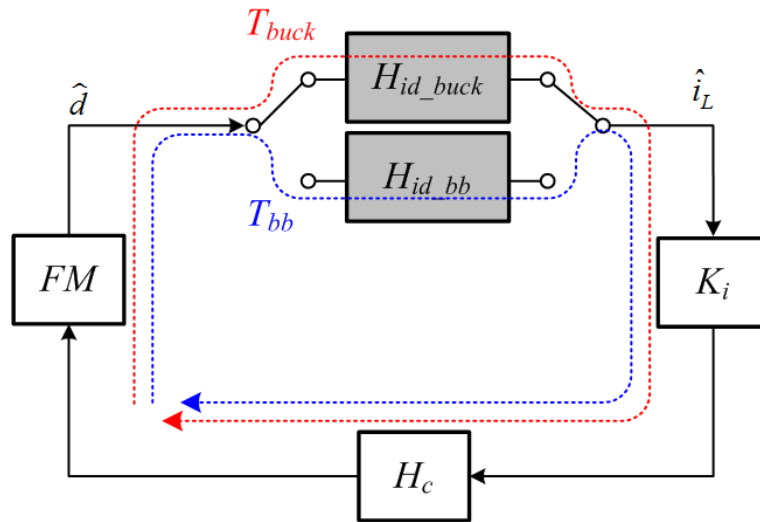 T_buck
H_id_buck
d̂
î_L
H_id_bb
T_bb
FM
K_i
H_c